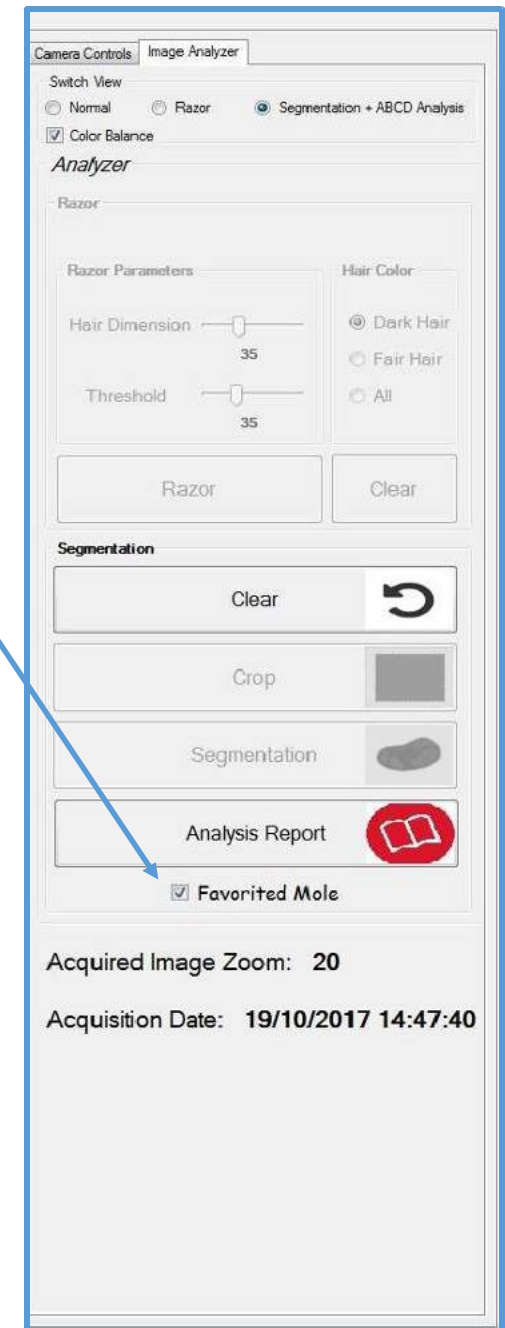 Camera Controls Image Analyzer
Switch View
Normal Razor Segmentation + ABCD Analysis
Color Balance
Analyzer
Razor
Razor Parameters Hair Color
Hair Dimension Dark Hair
35 Fair Hair
Threshold All
35
Razor Clear
Segmentation
Clear
Crop
Segmentation
Analysis Report
Favorited Mole
Acquired Image Zoom: 20
Acquisition Date: 19/10/2017 14:47:40